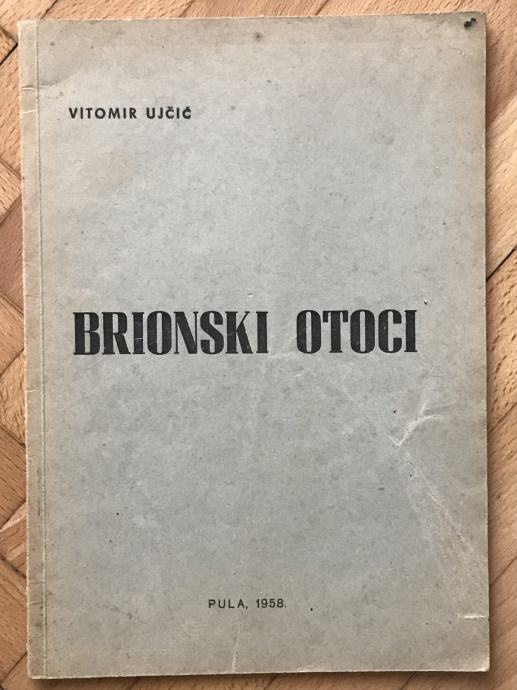 VITOMIR UJČIĆ
BRIONSKI OTOCI
PULA, 1958.